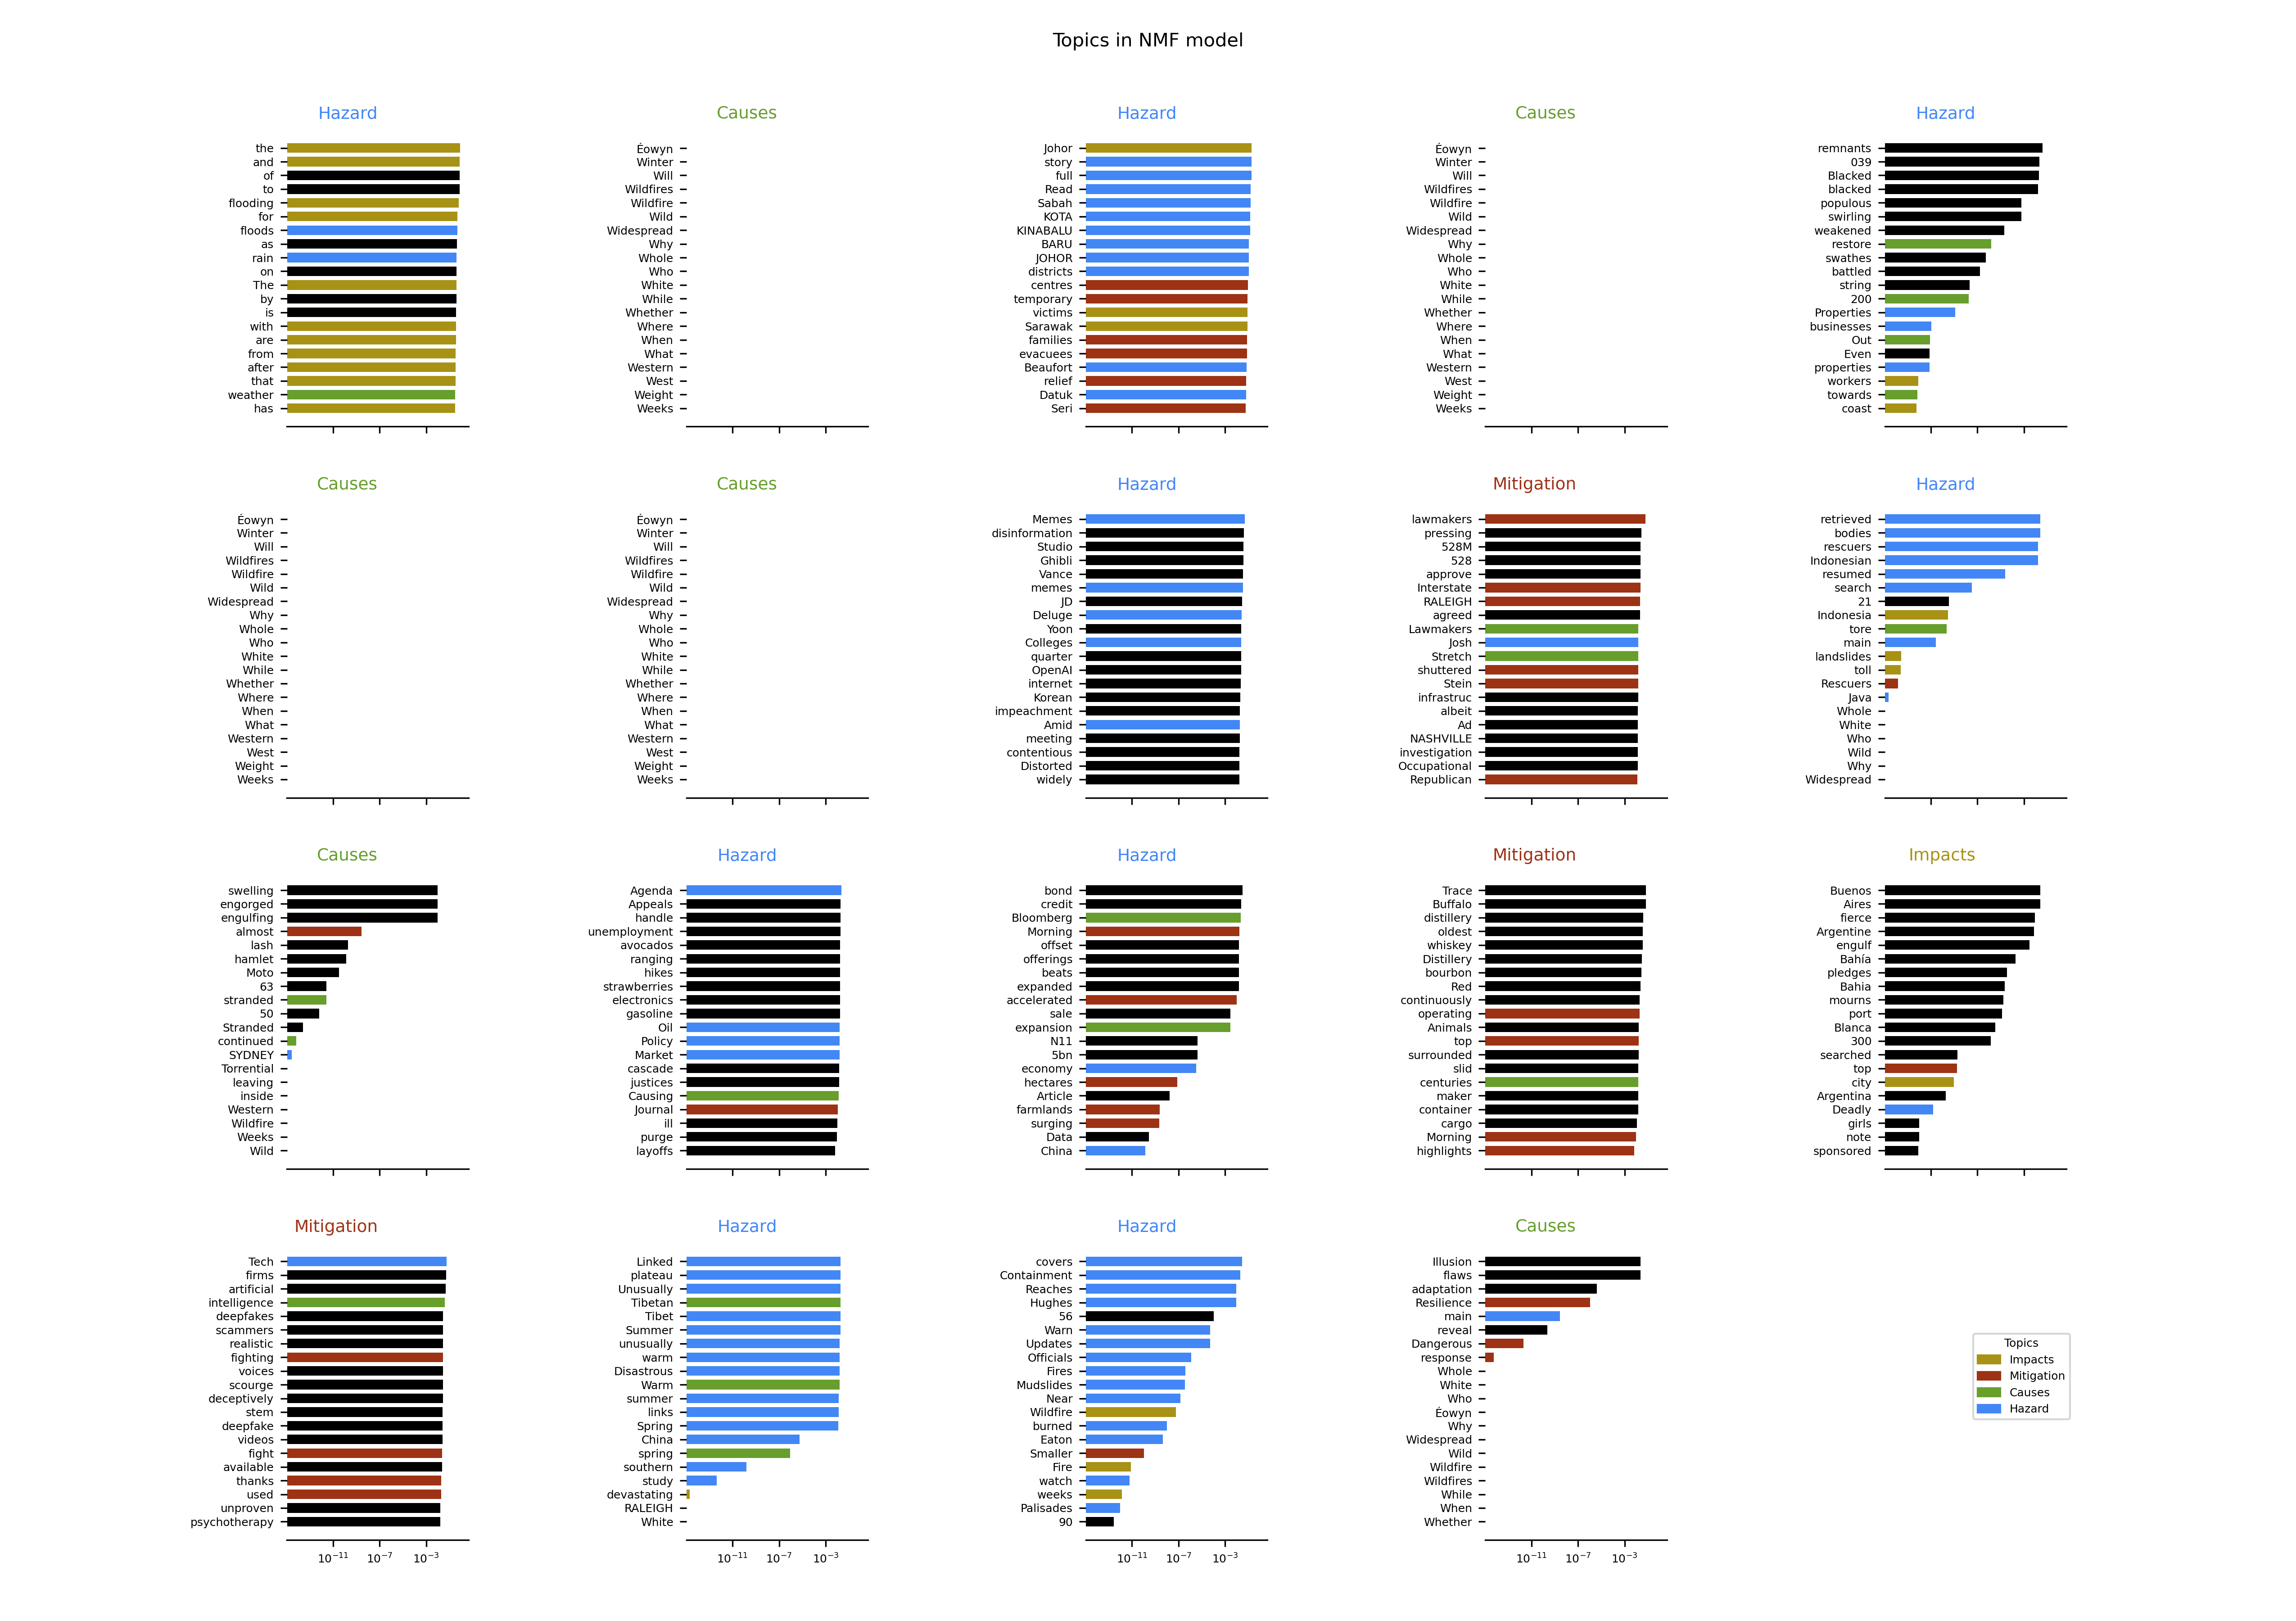 Topics in NMF model
Hazard
the
and
of
to
flooding
for
floods
as
rain
on
The
by
is
with
are
from
after
that
weather
has
Causes
Éowyn
Winter
Will
Wildfires
Wildfire
Wild
Widespread
Why
Whole
Who
White
While
Whether
Where
When
What
Western
West
Weight
Weeks
Hazard
Johor
story
full
Read
Sabah
KOTA
KINABALU
BARU
JOHOR
districts
centres
temporary
victims
Sarawak
families
evacuees
Beaufort
relief
Datuk
Seri
Causes
Éowyn
Winter
Will
Wildfires
Wildfire
Wild
Widespread
Why
Whole
Who
White
While
Whether
Where
When
What
Western
West
Weight
Weeks
Hazard
remnants
039
Blacked
blacked
populous
swirling
weakened
restore
swathes
battled
string
200
Properties
businesses
Out
Even
properties
workers
towards
coast
Causes
Éowyn
Winter
Will
Wildfires
Wildfire
Wild
Widespread
Why
Whole
Who
White
While
Whether
Where
When
What
Western
West
Weight
Weeks
Causes
Éowyn
Winter
Will
Wildfires
Wildfire
Wild
Widespread
Why
Whole
Who
White
While
Whether
Where
When
What
Western
West
Weight
Weeks
Hazard
Memes
disinformation
Studio
Ghibli
Vance
memes
JD
Deluge
Yoon
Colleges
quarter
OpenAI
internet
Korean
impeachment
Amid
meeting
contentious
Distorted
widely
Mitigation
lawmakers
pressing
528M
528
approve
Interstate
RALEIGH
agreed
Lawmakers
Josh
Stretch
shuttered
Stein
infrastruc
albeit
Ad
NASHVILLE
investigation
Occupational
Republican
Hazard
retrieved
bodies
rescuers
Indonesian
resumed
search
21
Indonesia
tore
main
landslides
toll
Rescuers
Java
Whole
White
Who
Wild
Why
Widespread
Causes
swelling
engorged
engulfing
almost
lash
hamlet
Moto
63
stranded
50
Stranded
continued
SYDNEY
Torrential
leaving
inside
Western
Wildfire
Weeks
Wild
Hazard
Agenda
Appeals
handle
unemployment
avocados
ranging
hikes
strawberries
electronics
gasoline
Oil
Policy
Market
cascade
justices
Causing
Journal
ill
purge
layoffs
Hazard
bond
credit
Bloomberg
Morning
offset
offerings
beats
expanded
accelerated
sale
expansion
N11
5bn
economy
hectares
Article
farmlands
surging
Data
China
Mitigation
Trace
Buffalo
distillery
oldest
whiskey
Distillery
bourbon
Red
continuously
operating
Animals
top
surrounded
slid
centuries
maker
container
cargo
Morning
highlights
Impacts
Buenos
Aires
fierce
Argentine
engulf
Bahía
pledges
Bahia
mourns
port
Blanca
300
searched
top
city
Argentina
Deadly
girls
note
sponsored
Mitigation
Tech
firms
artificial
intelligence
deepfakes
scammers
realistic
fighting
voices
scourge
deceptively
stem
deepfake
videos
fight
available
thanks
used
unproven
psychotherapy
10⁻¹¹ 10⁻⁷ 10⁻³
Hazard
Linked
plateau
Unusually
Tibetan
Tibet
Summer
unusually
warm
Disastrous
Warm
summer
links
Spring
China
spring
southern
study
devastating
RALEIGH
White
10⁻¹¹ 10⁻⁷ 10⁻³
Hazard
covers
Containment
Reaches
Hughes
56
Warn
Updates
Officials
Fires
Mudslides
Near
Wildfire
burned
Eaton
Smaller
Fire
watch
weeks
Palisades
90
10⁻¹¹ 10⁻⁷ 10⁻³
Causes
Illusion
flaws
adaptation
Resilience
main
reveal
Dangerous
response
Whole
White
Who
Éowyn
Why
Widespread
Wild
Wildfire
Wildfires
While
When
Whether
10⁻¹¹ 10⁻⁷ 10⁻³
Topics
Impacts
Mitigation
Causes
Hazard